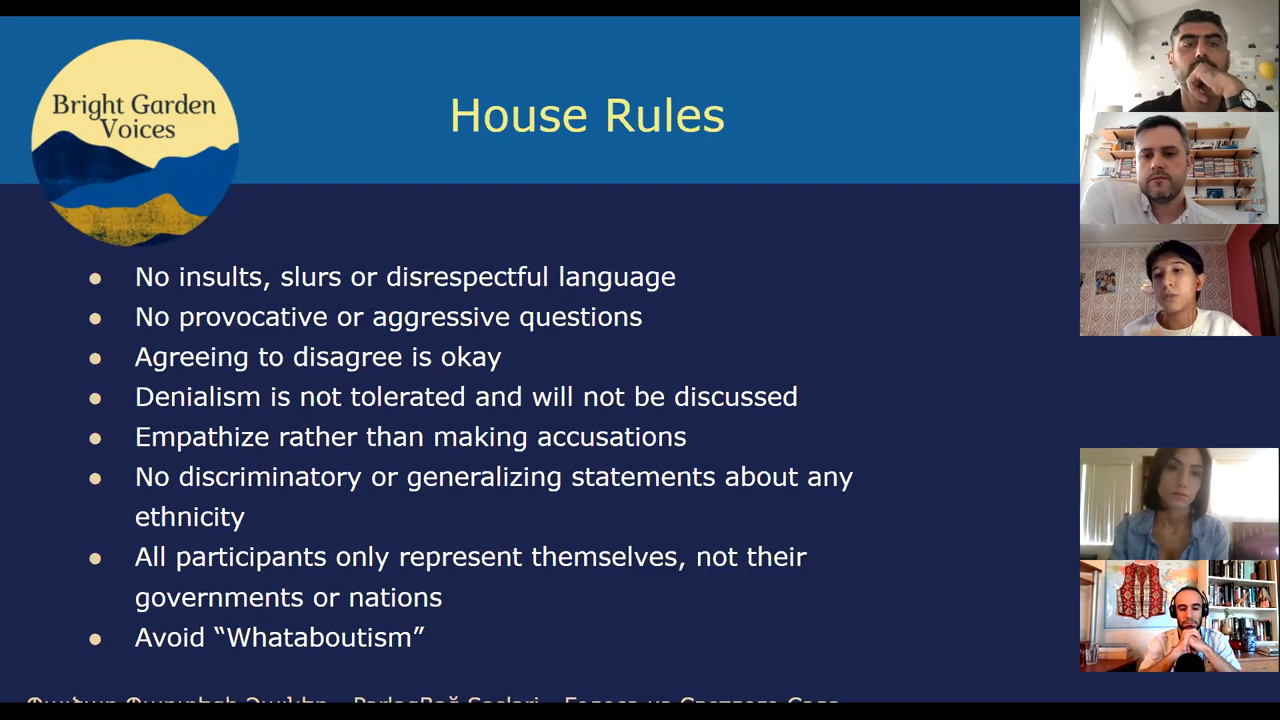 Bright Garden
Voices
House Rules
No insults, slurs or disrespectful language
No provocative or aggressive questions
Agreeing to disagree is okay
Denialism is not tolerated and will not be discussed
Empathize rather than making accusations
No discriminatory or generalizing statements about any
ethnicity
All participants only represent themselves, not their
governments or nations
Avoid “Whataboutism”